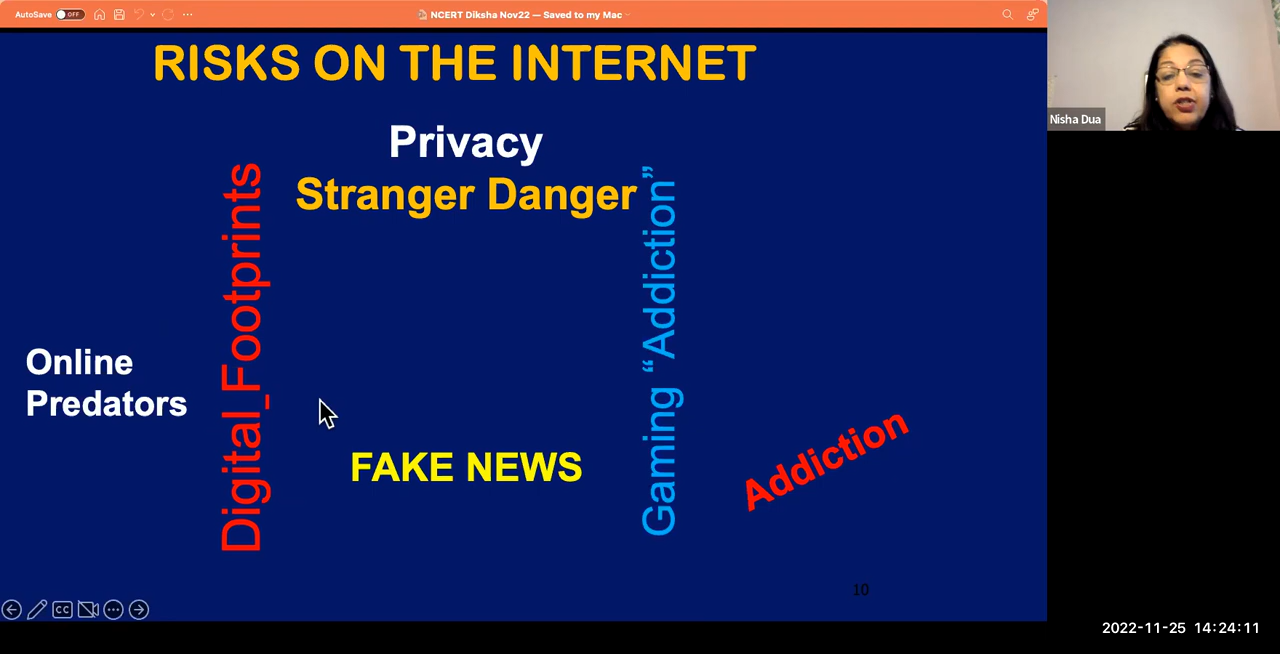 AutoSave OFF
NCERT Diksha Nov22 — Saved to my Mac
RISKS ON THE INTERNET
Privacy
Stranger Danger
Digital_Footprints
Gaming “Addiction”
Online
Predators
FAKE NEWS
Addiction
10
CC
Nisha Dua
2022-11-25 14:24:11